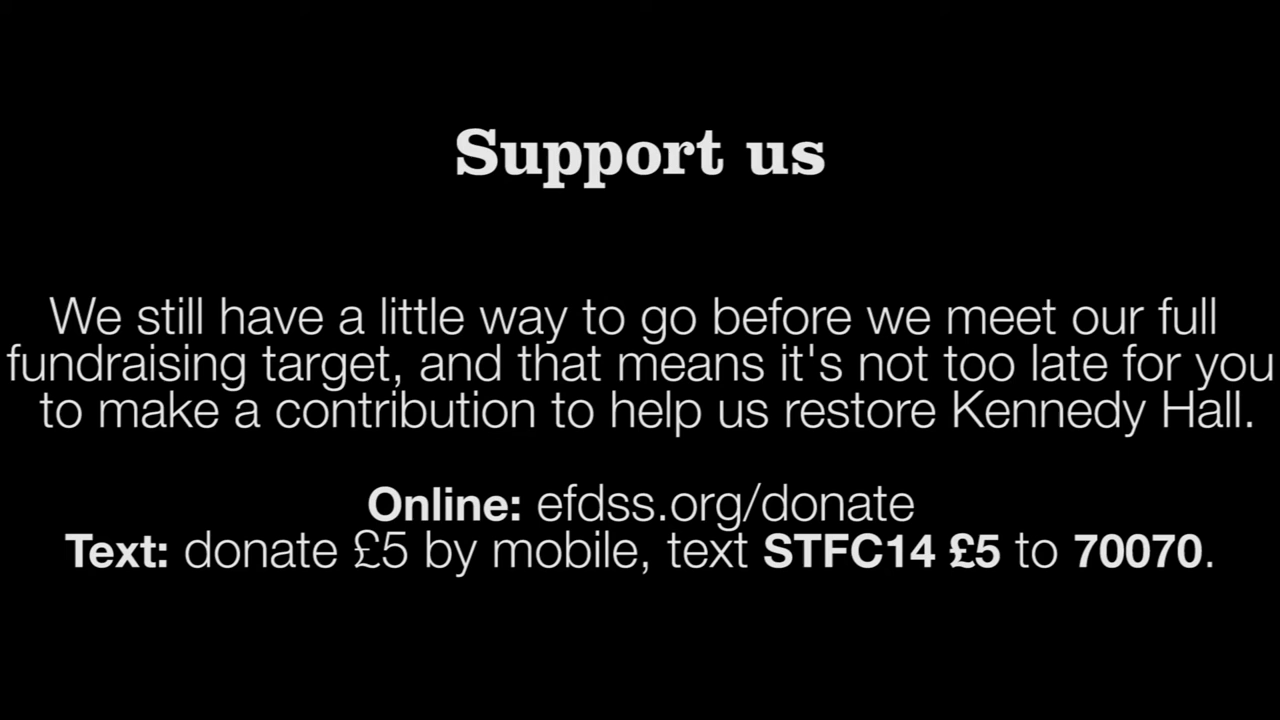 Support us
We still have a little way to go before we meet our full
fundraising target, and that means it's not too late for you
to make a contribution to help us restore Kennedy Hall.
Online: efdss.org/donate
Text: donate £5 by mobile, text STFC14 £5 to 70070.